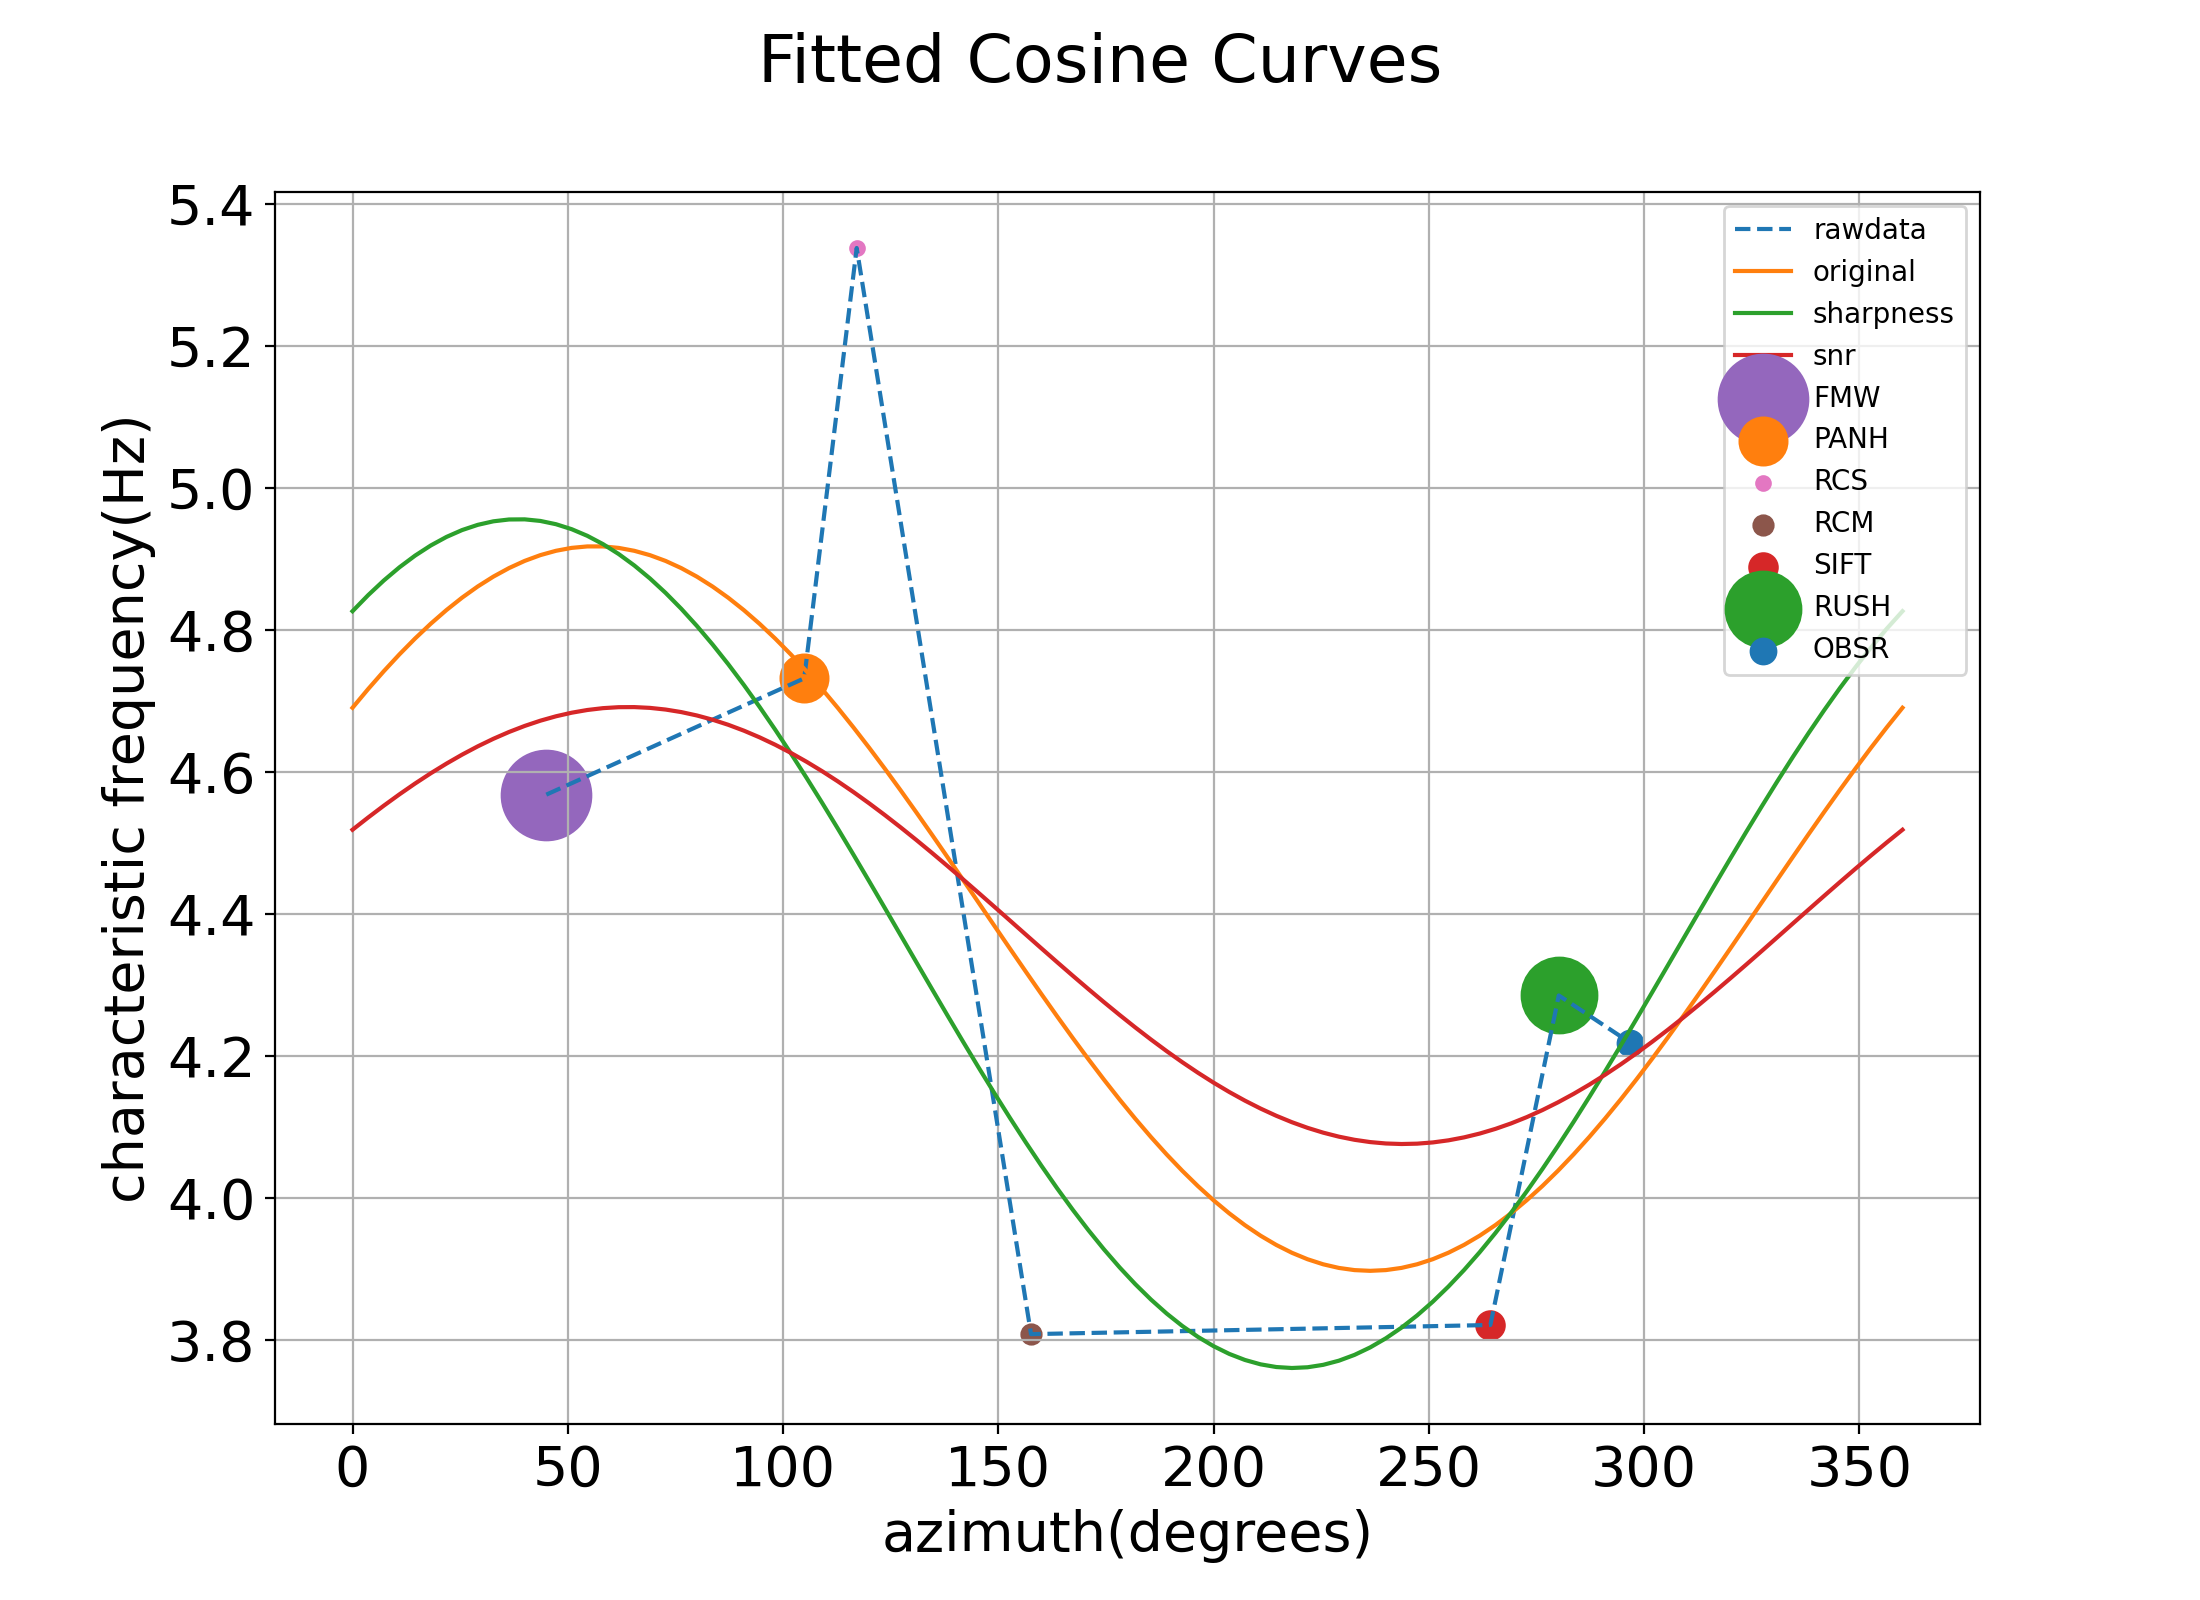 Fitted Cosine Curves
5.4
5.2
5.0
4.8
4.6
4.4
4.2
4.0
3.8
characteristic frequency(Hz)
rawdata
original
sharpness
snr
FMW
PANH
RCS
RCM
SIFT
RUSH
OBSR
0 50 100 150 200 250 300 350
azimuth(degrees)